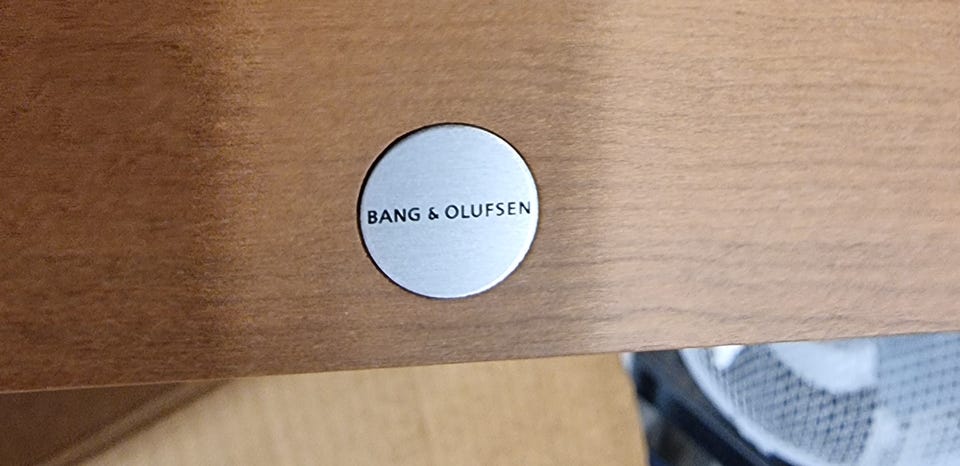 BANG & OLUFSEN